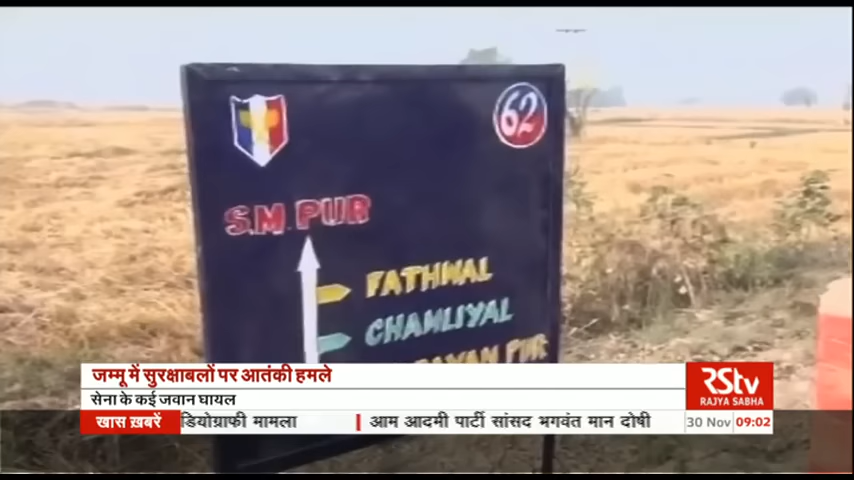 62
S.M. PUR
FATHWAL
CHAMLIYAL
PUR
जम्मू में सुरक्षाबलों पर आतंकी हमले
सेना के कई जवान घायल
RStv
RAJYA SABHA
खास ख़बरें डियोग्राफी मामला | आम आदमी पार्टी सांसद भगवंत मान दोषी 30 Nov 09:02